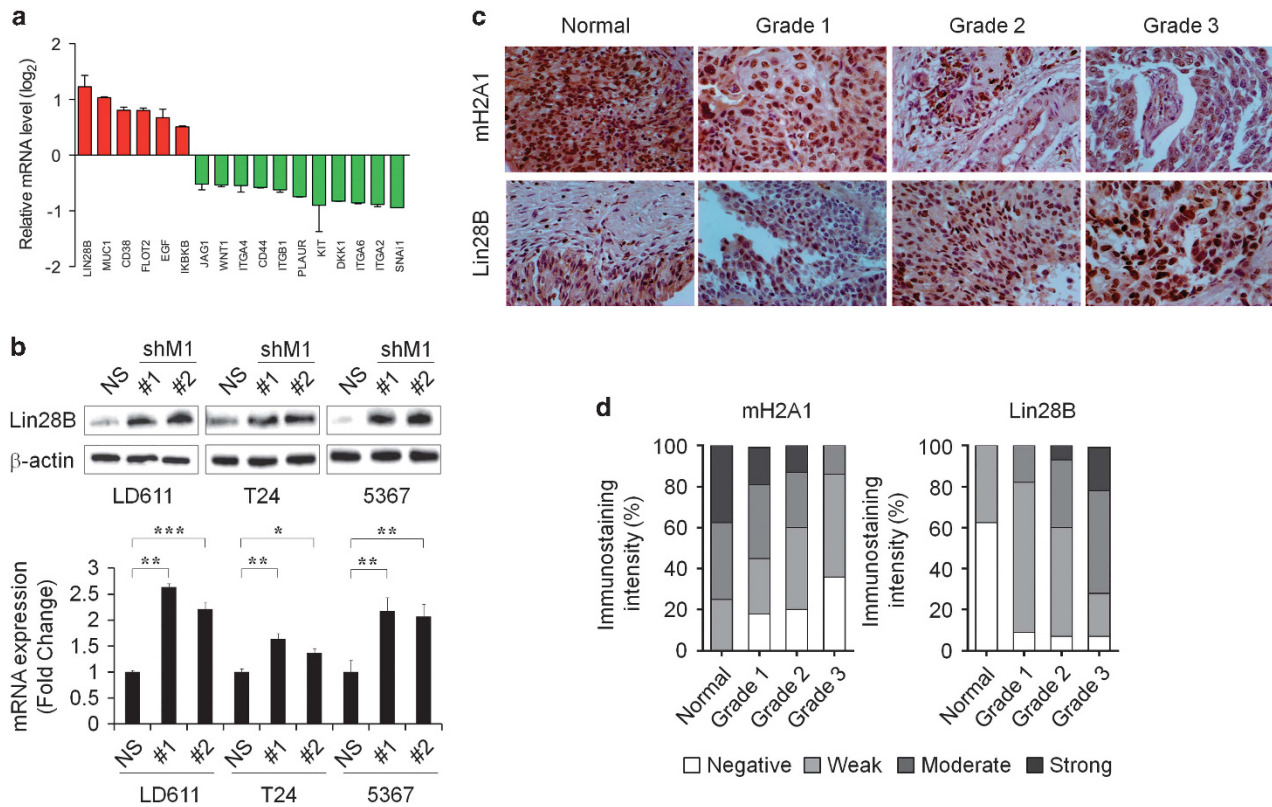 a
Relative mRNA level (log2)
2
1
0
-1
-2
LIN28B
MUC1
CD38
FLOT2
EGF
IKBKB
JAG1
WNT1
ITGA4
CD44
ITGB1
PLAUR
KIT
DKK1
ITGA6
ITGA2
SNAi1
b
shM1 shM1 shM1
NS #1 #2 NS #1 #2 NS #1 #2
Lin28B
β-actin
LD611 T24 5367
*** * **
** ** **
mRNA expression
(Fold Change)
3
2.5
2
1.5
1
0.5
0
NS #1 #2 NS #1 #2 NS #1 #2
LD611 T24 5367
c
Normal Grade 1 Grade 2 Grade 3
mH2A1
Lin28B
d
mH2A1
Immunostaining
intensity (%)
100
80
60
40
20
0
Normal Grade 1 Grade 2 Grade 3
Lin28B
Immunostaining
intensity (%)
100
80
60
40
20
0
Normal Grade 1 Grade 2 Grade 3
Negative Weak Moderate Strong